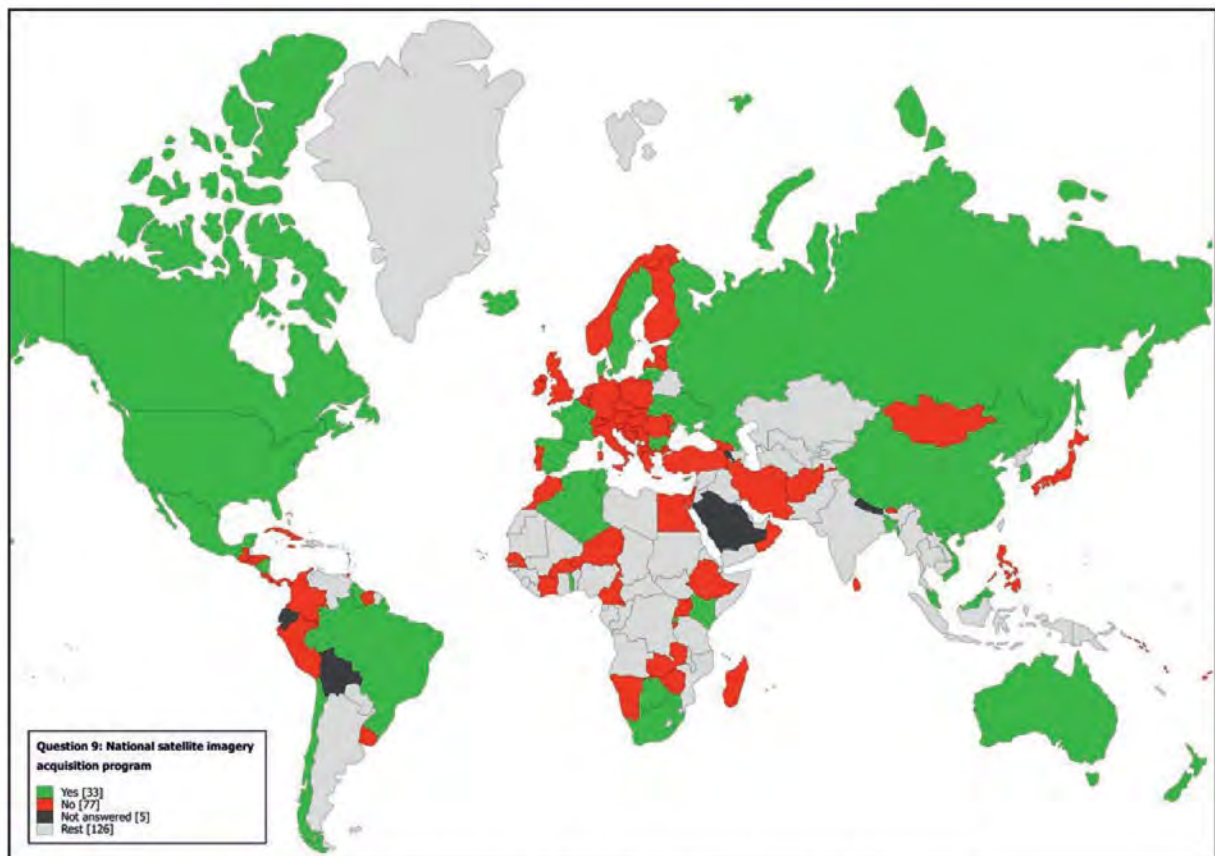 Question 9: National satellite imagery
acquisition program
Yes [33]
No [77]
Not answered [5]
Rest [126]